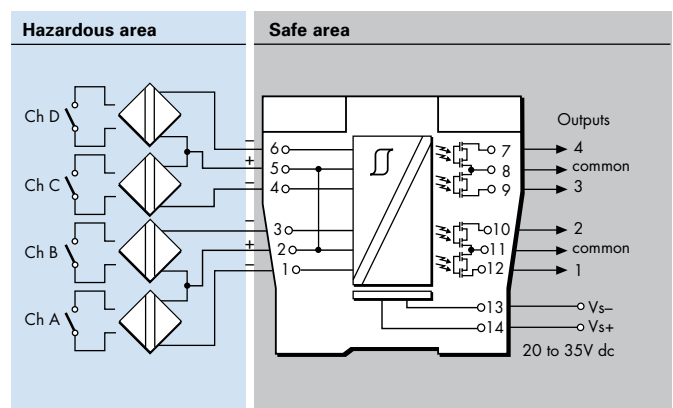 Hazardous area
Safe area
Ch D
Ch C
Ch B
Ch A
−
6
+
5
−
4
−
3
+
2
−
1
Outputs
7 4
8 common
9 3
10 2
11 common
12 1
13 Vs–
14 Vs+
20 to 35V dc